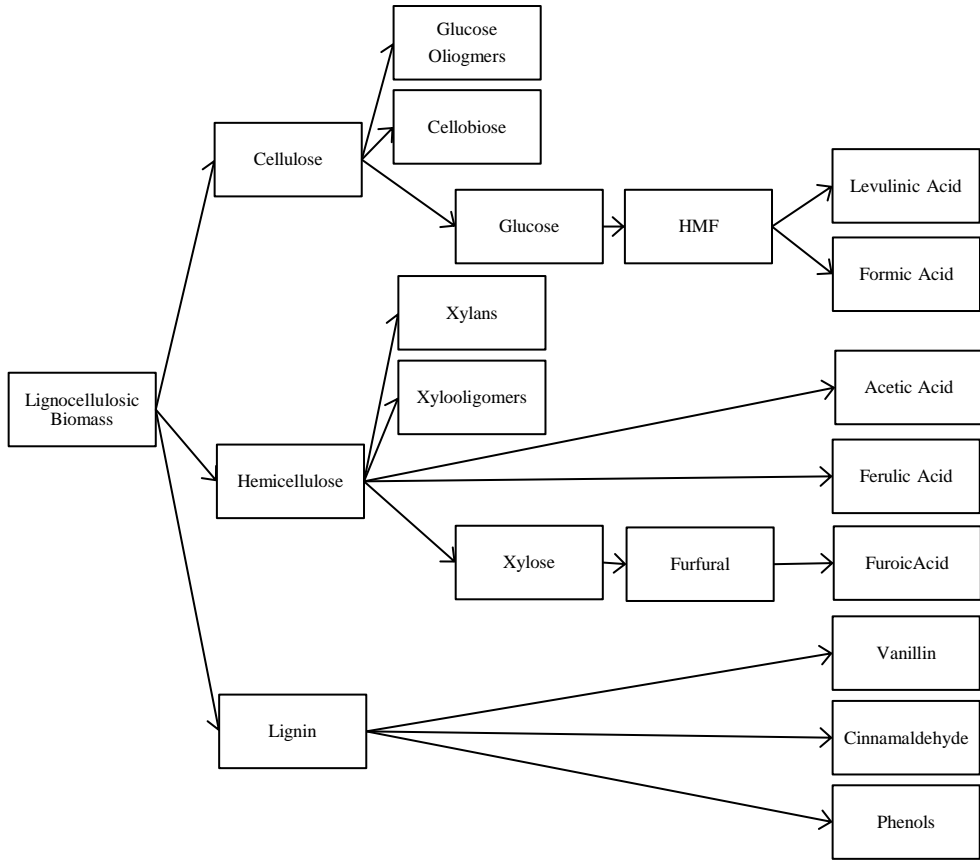 Glucose
Oliogmers
Cellobiose
Cellulose
Levulinic Acid
Glucose
HMF
Formic Acid
Xylans
Xylooligomers
Acetic Acid
Lignocellulosic
Biomass
Hemicellulose
Ferulic Acid
Xylose
Furfural
FuroicAcid
Vanillin
Lignin
Cinnamaldehyde
Phenols